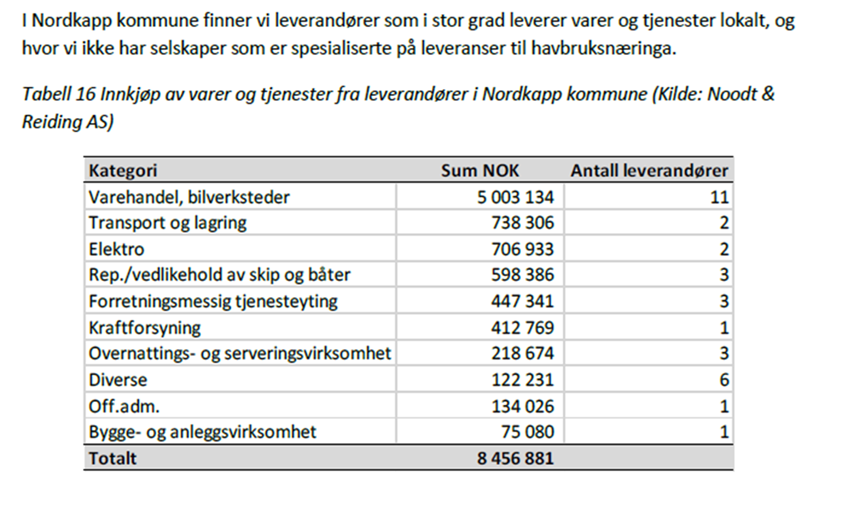 I Nordkapp kommune finner vi leverandører som i stor grad leverer varer og tjenester lokalt, og
hvor vi ikke har selskaper som er spesialiserte på leveranser til havbruksnæringa.
Tabell 16 Innkjøp av varer og tjenester fra leverandører i Nordkapp kommune (Kilde: Noodt &
Reiding AS)
Kategori Sum NOK Antall leverandører
Varehandel, bilverksteder 5 003 134 11
Transport og lagring 738 306 2
Elektro 706 933 2
Rep./vedlikehold av skip og båter 598 386 3
Forretningsmessig tjenesteyting 447 341 3
Kraftforsyning 412 769 1
Overnattings- og serveringsvirksomhet 218 674 3
Diverse 122 231 6
Off.adm. 134 026 1
Bygge- og anleggsvirksomhet 75 080 1
Totalt 8 456 881